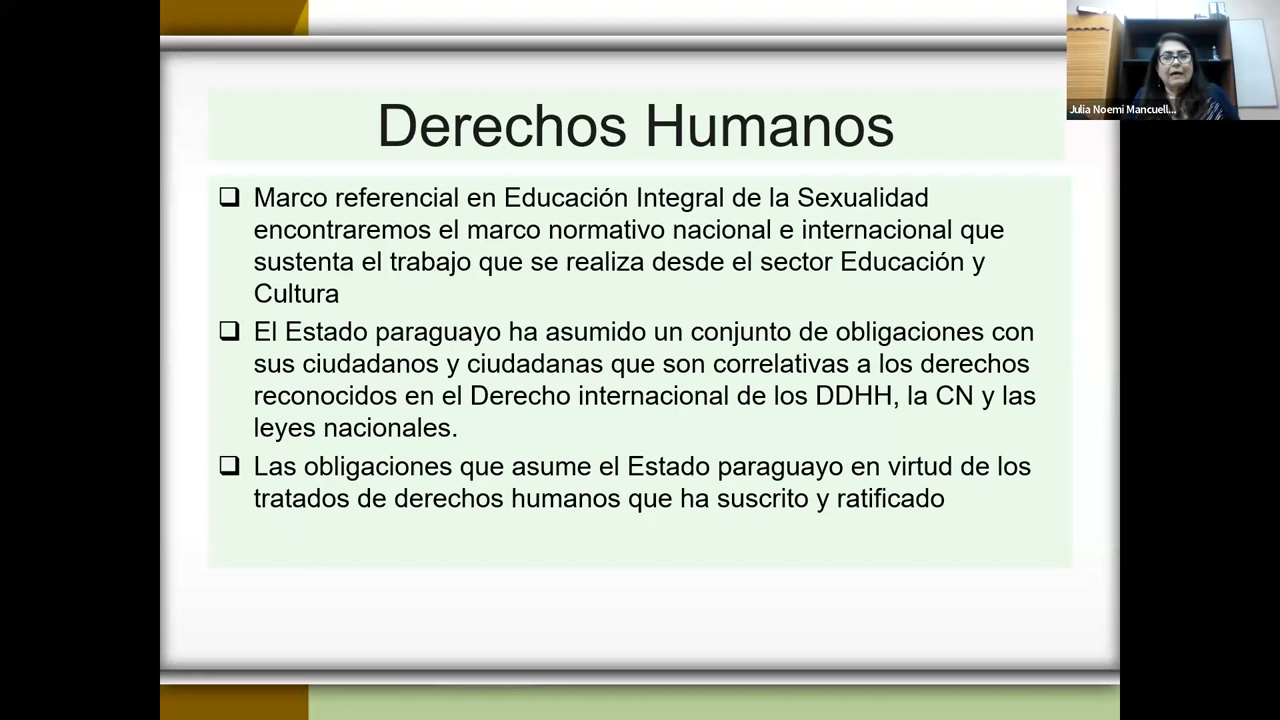 Derechos Humanos
Marco referencial en Educación Integral de la Sexualidad
encontraremos el marco normativo nacional e internacional que
sustenta el trabajo que se realiza desde el sector Educación y
Cultura
El Estado paraguayo ha asumido un conjunto de obligaciones con
sus ciudadanos y ciudadanas que son correlativas a los derechos
reconocidos en el Derecho internacional de los DDHH, la CN y las
leyes nacionales.
Las obligaciones que asume el Estado paraguayo en virtud de los
tratados de derechos humanos que ha suscrito y ratificado
Julia Noemi Mancuell...